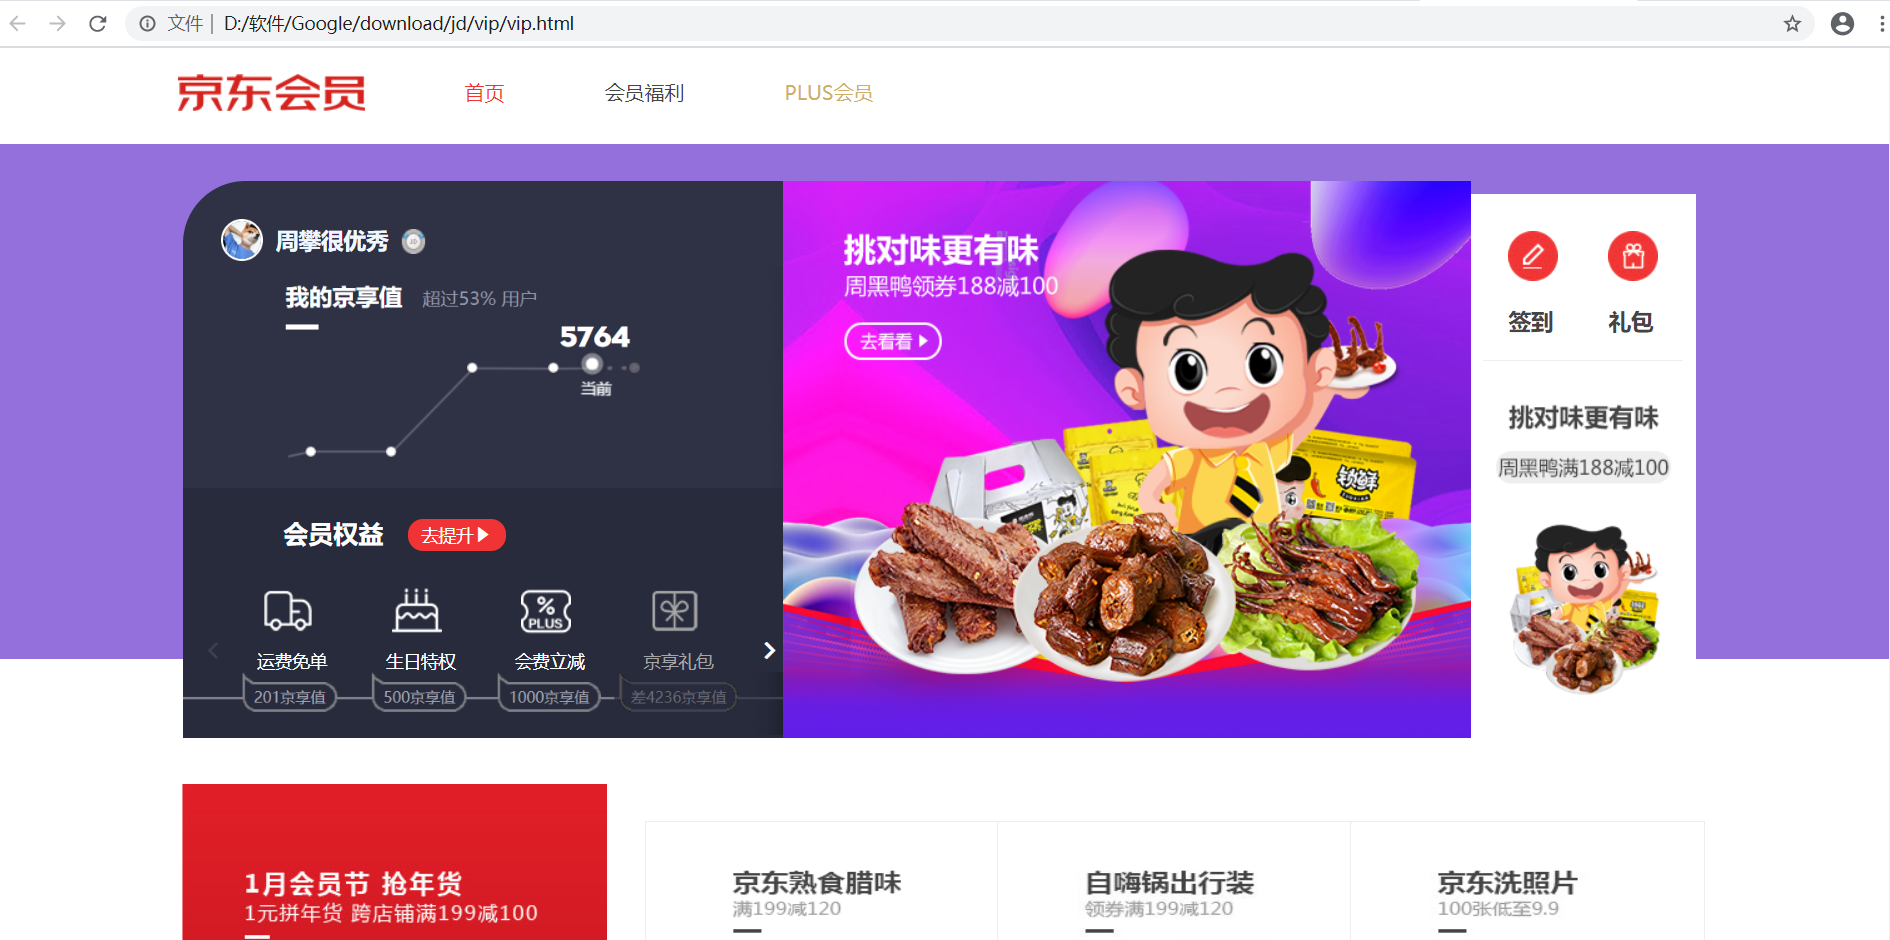 文件 | D:/软件/Google/download/jd/vip/vip.html
京东会员
首页
会员福利
PLUS会员
周攀很优秀
我的京享值 超过53% 用户
5764
当前
会员权益 去提升
PLUS
运费免单 生日特权 会费立减 京享礼包
201京享值 500京享值 1000京享值 差4236京享值
挑对味更有味
周黑鸭领券188减100
去看看
锁鲜
签到 礼包
挑对味更有味
周黑鸭满188减100
1月会员节 抢年货
1元拼年货 跨店铺满199减100
京东熟食腊味
满199减120
自嗨锅出行装
领券满199减120
京东洗照片
100张低至9.9